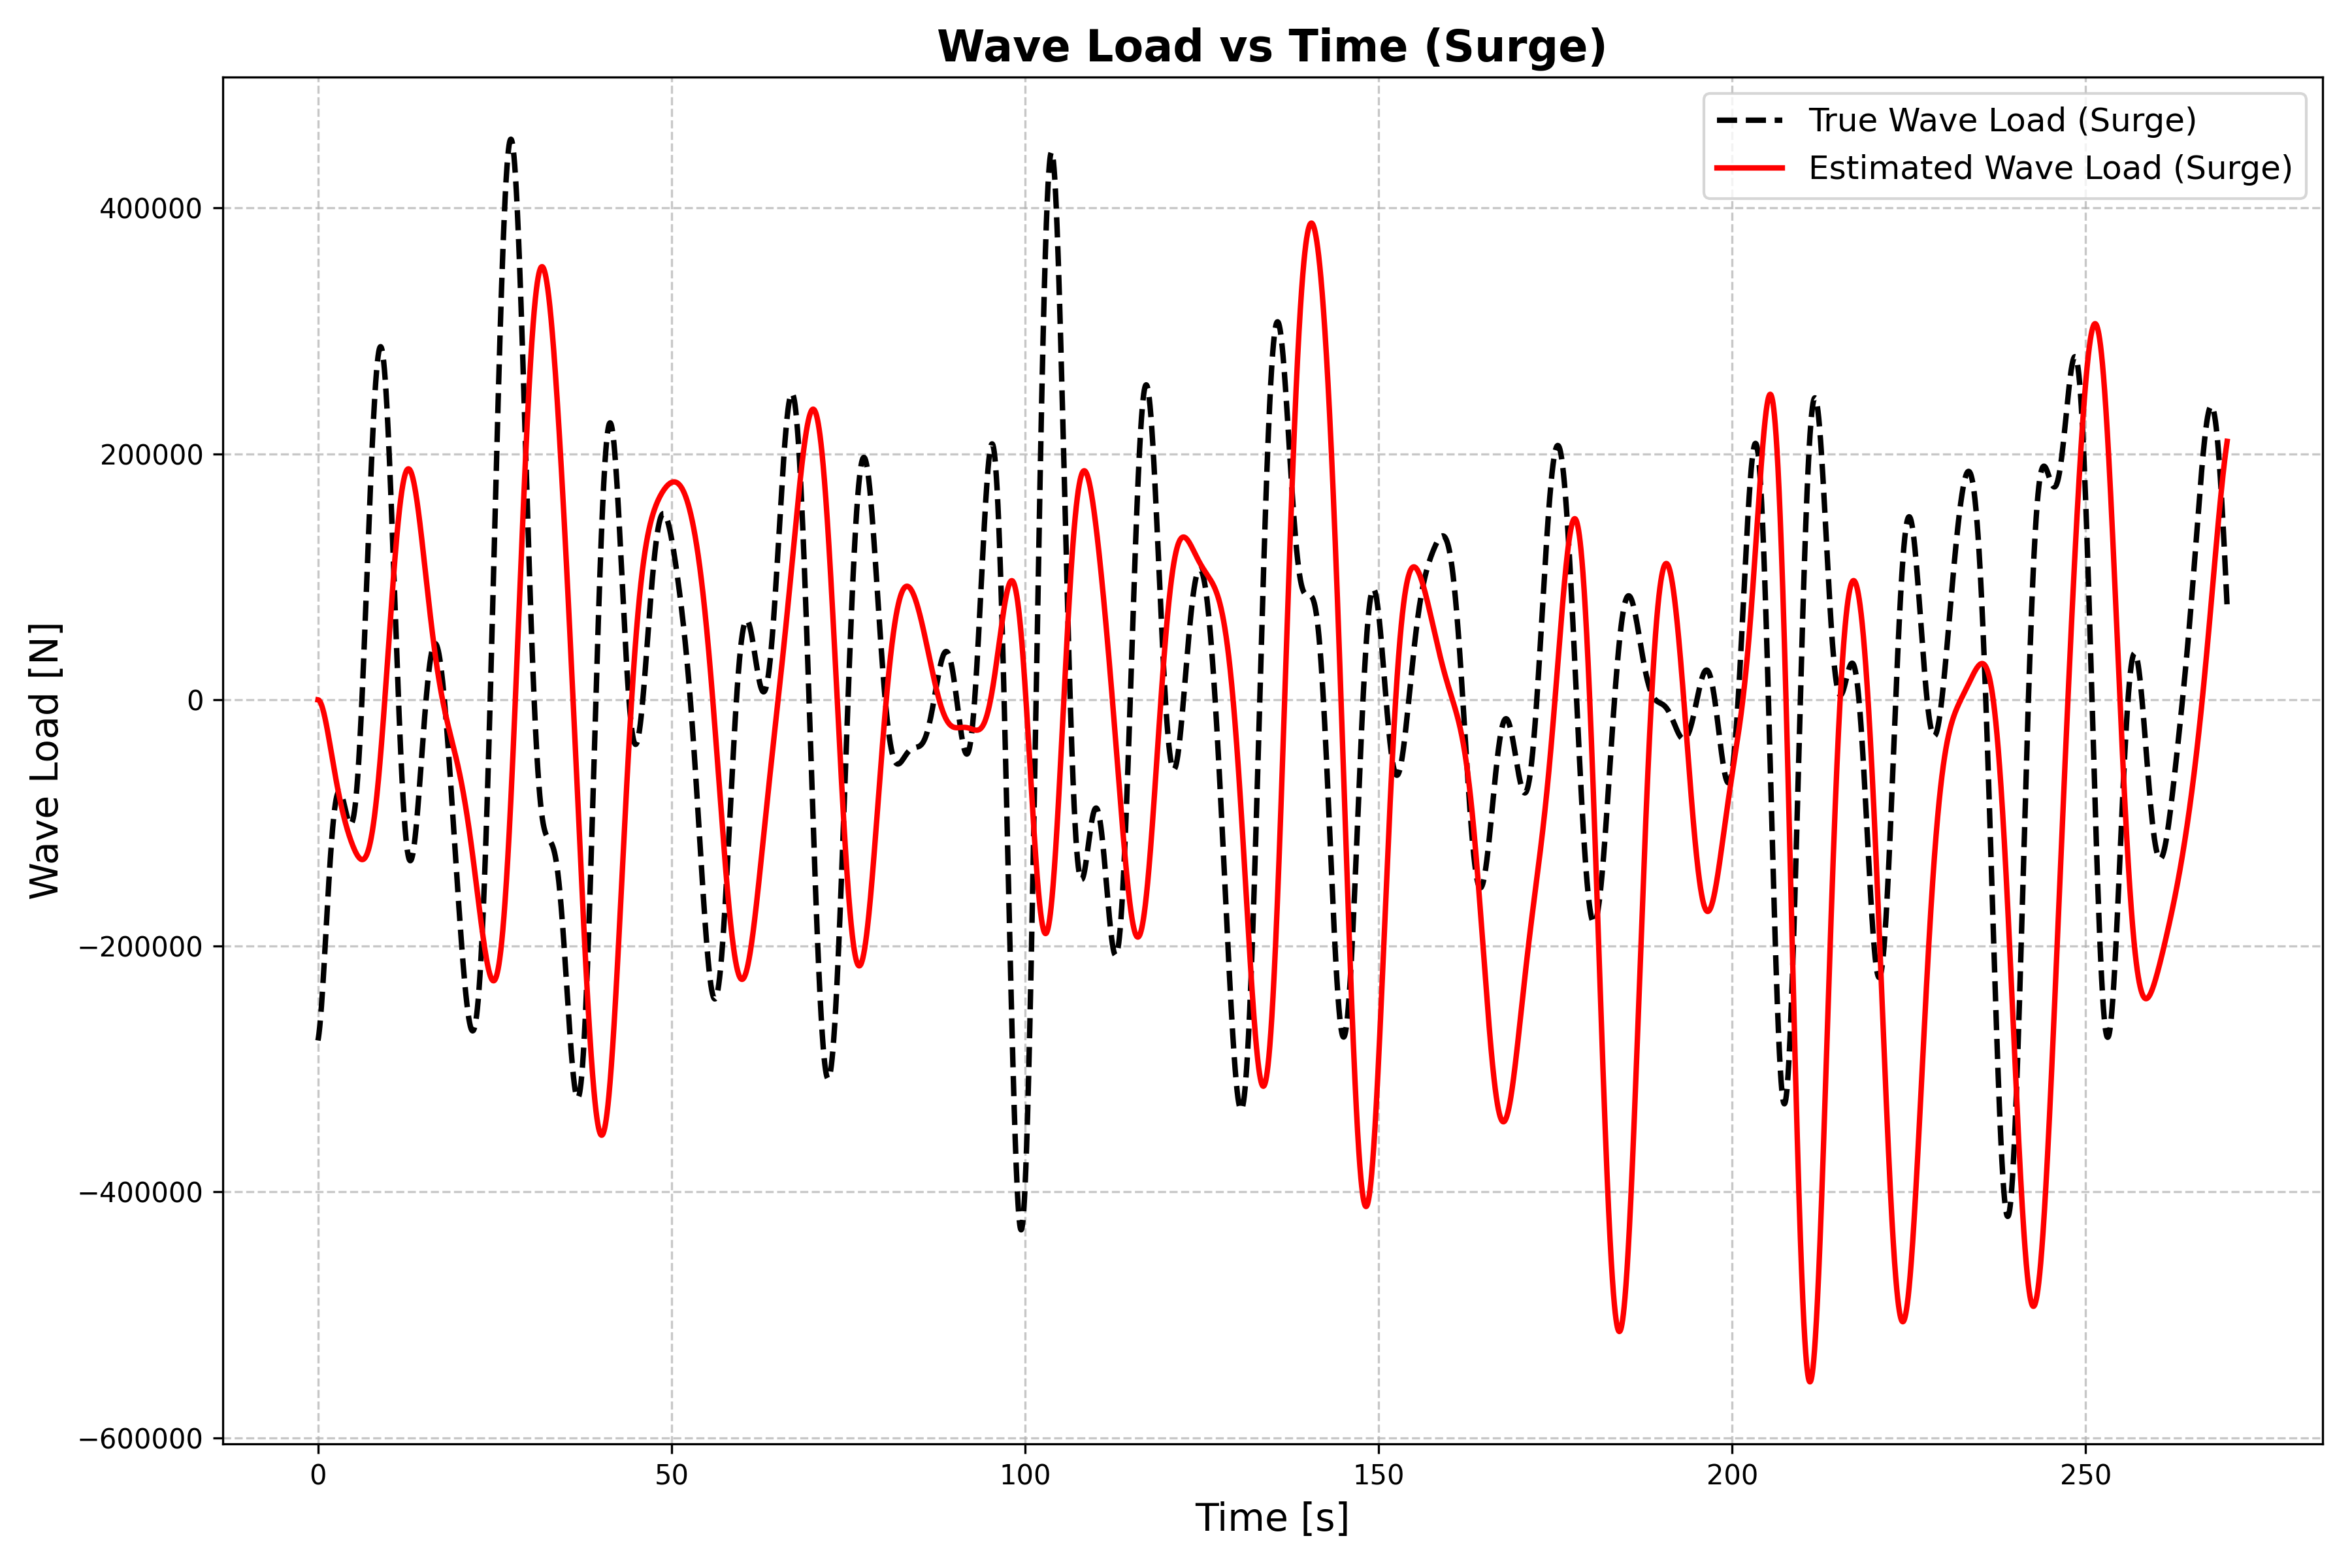 Wave Load vs Time (Surge)
True Wave Load (Surge)
Estimated Wave Load (Surge)
Wave Load [N]
400000
200000
0
−200000
−400000
−600000
0 50 100 150 200 250
Time [s]